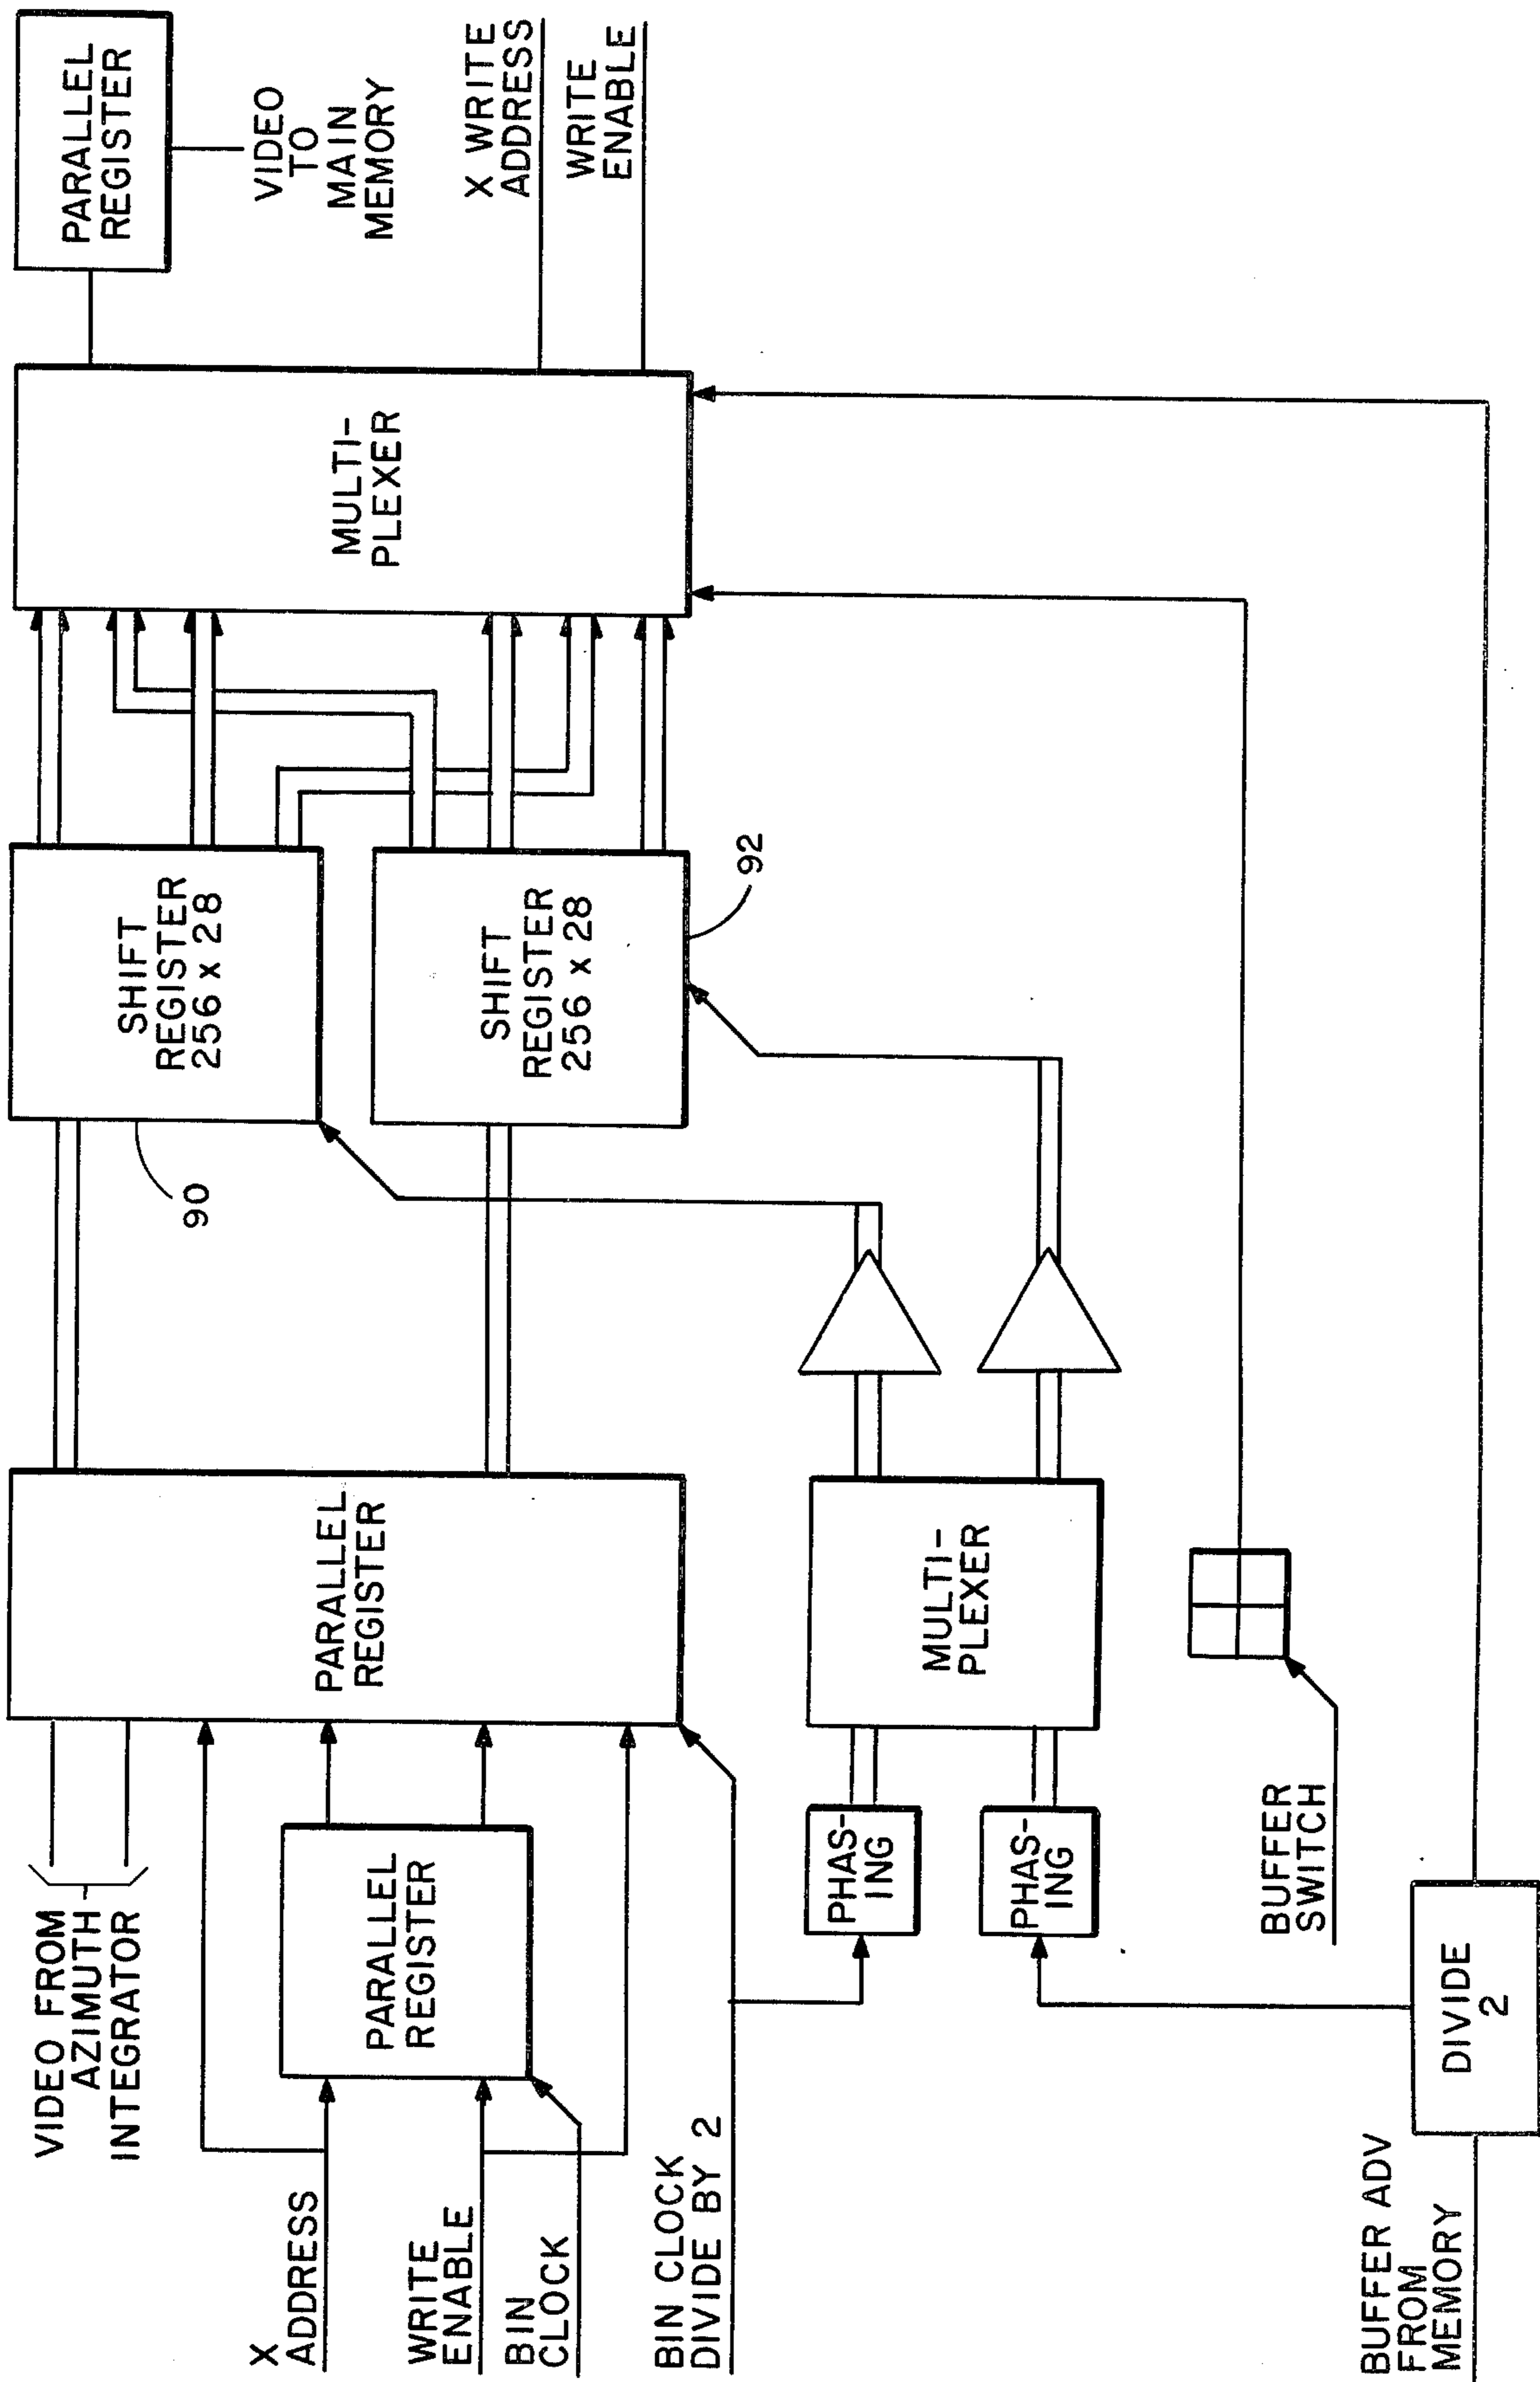 VIDEO FROM
AZIMUTH
INTEGRATOR
X
ADDRESS
WRITE
ENABLE
BIN
CLOCK
BIN CLOCK
DIVIDE BY 2
BUFFER ADV
FROM
MEMORY
PARALLEL
REGISTER
PARALLEL
REGISTER
PHAS-
ING
PHAS-
ING
MULTI-
PLEXER
BUFFER
SWITCH
DIVIDE
2
90
SHIFT
REGISTER
256 x 28
SHIFT
REGISTER
256 x 28
92
MULTI-
PLEXER
PARALLEL
REGISTER
VIDEO
TO
MAIN
MEMORY
X WRITE
ADDRESS
WRITE
ENABLE